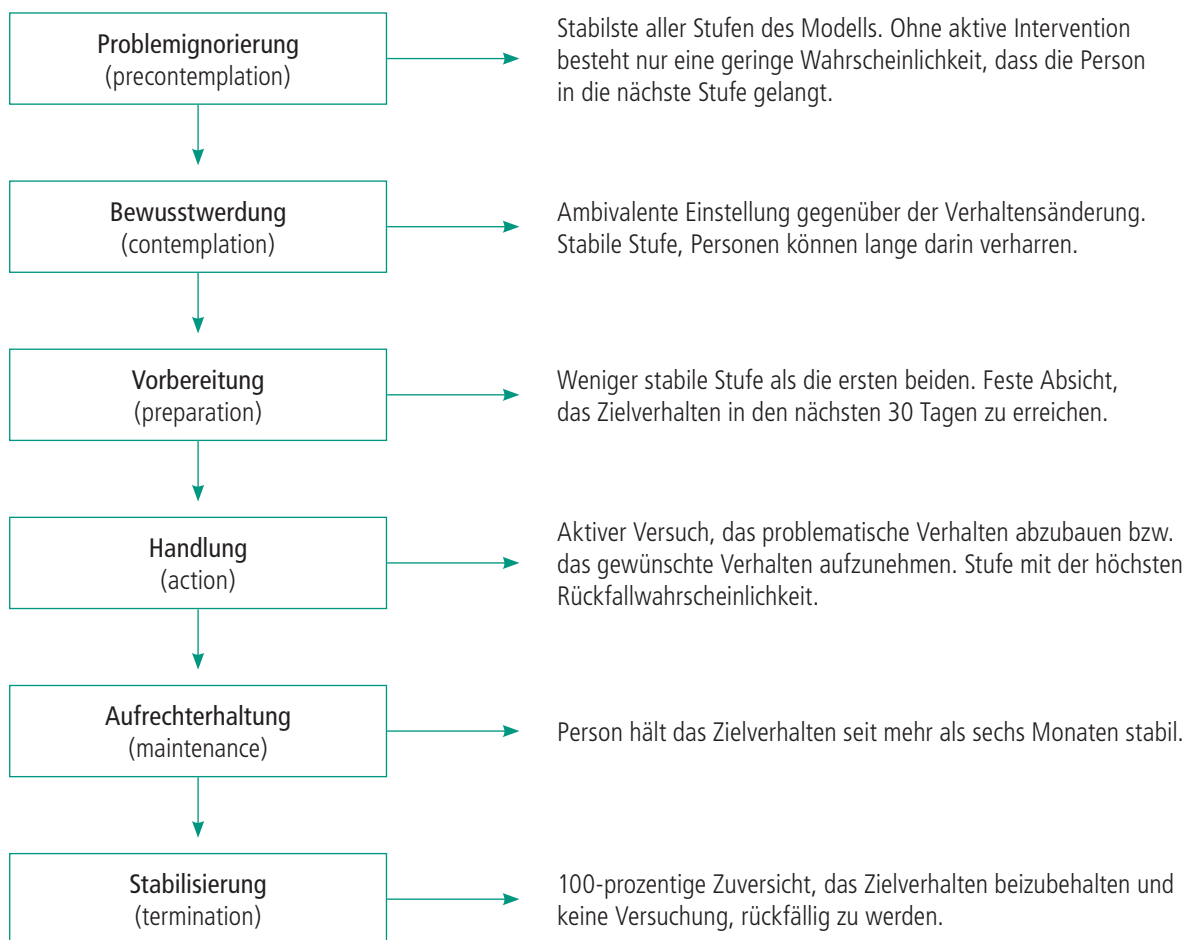 Problemignorierung
(precontemplation)
Stabilste aller Stufen des Modells. Ohne aktive Intervention
besteht nur eine geringe Wahrscheinlichkeit, dass die Person
in die nächste Stufe gelangt.
Bewusstwerdung
(contemplation)
Ambivalente Einstellung gegenüber der Verhaltensänderung.
Stabile Stufe, Personen können lange darin verharren.
Vorbereitung
(preparation)
Weniger stabile Stufe als die ersten beiden. Feste Absicht,
das Zielverhalten in den nächsten 30 Tagen zu erreichen.
Handlung
(action)
Aktiver Versuch, das problematische Verhalten abzubauen bzw.
das gewünschte Verhalten aufzunehmen. Stufe mit der höchsten
Rückfallwahrscheinlichkeit.
Aufrechterhaltung
(maintenance)
Person hält das Zielverhalten seit mehr als sechs Monaten stabil.
Stabilisierung
(termination)
100-prozentige Zuversicht, das Zielverhalten beizubehalten und
keine Versuchung, rückfällig zu werden.